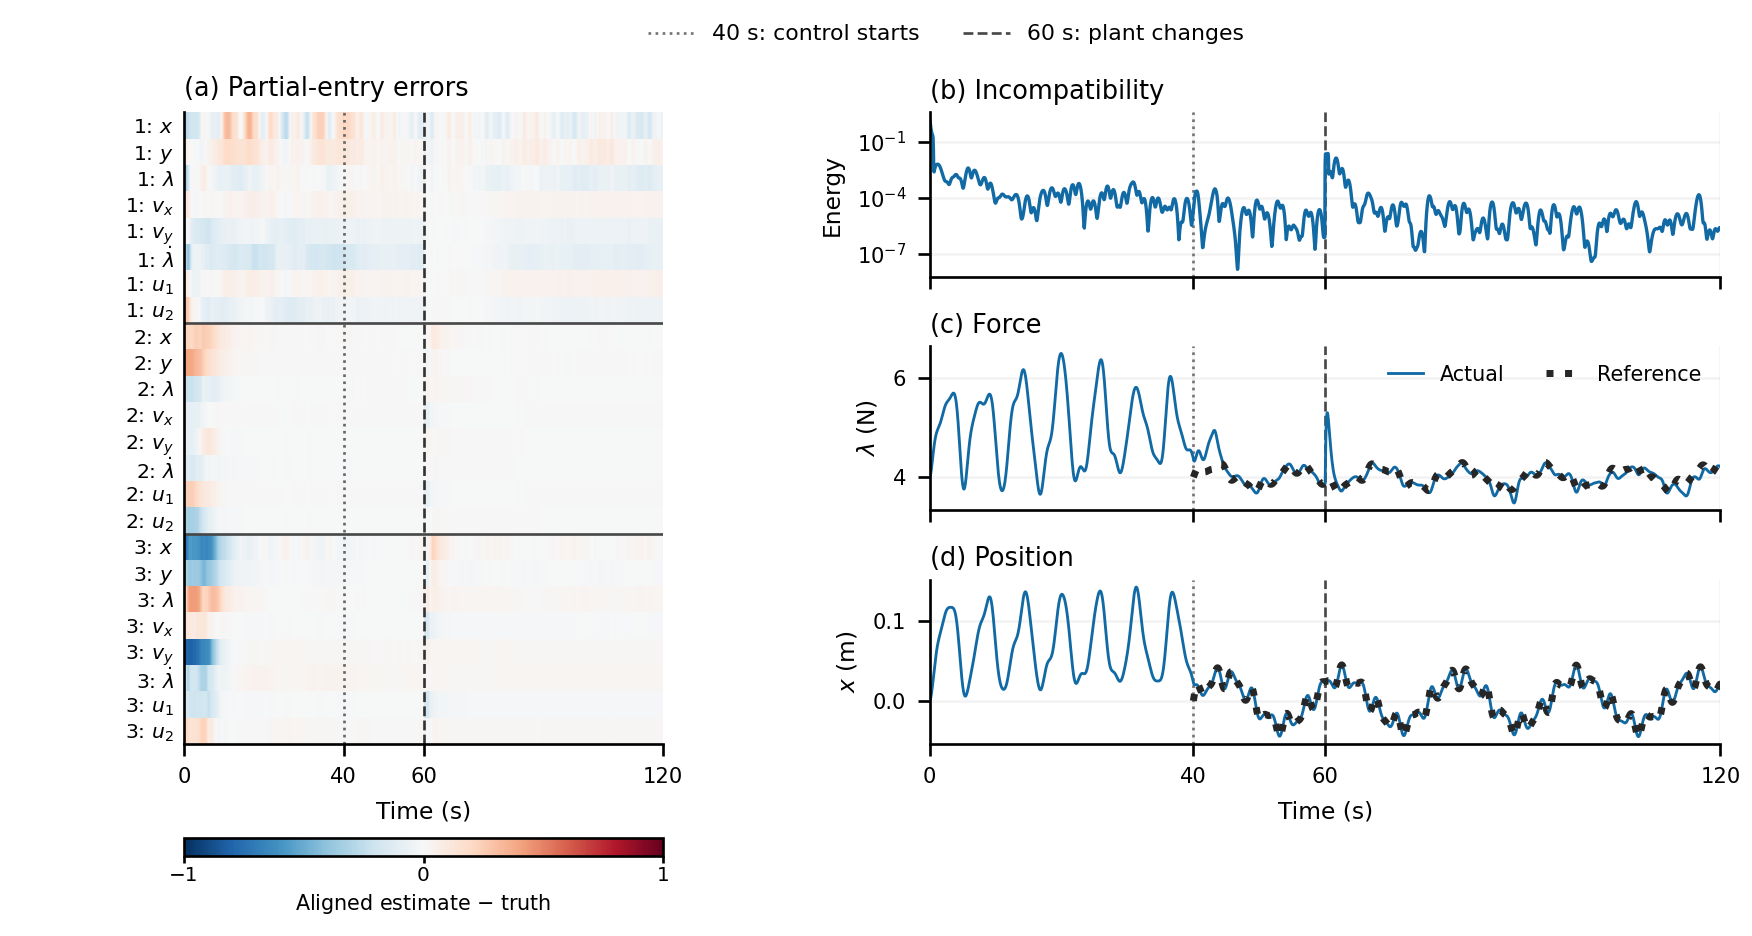 40 s: control starts 60 s: plant changes
(a) Partial-entry errors
1: x
1: y
1: λ
1: vₓ
1: v_y
1: λ̇
1: u₁
1: u₂
2: x
2: y
2: λ
2: vₓ
2: v_y
2: λ̇
2: u₁
2: u₂
3: x
3: y
3: λ
3: vₓ
3: v_y
3: λ̇
3: u₁
3: u₂
0 40 60 120
Time (s)
−1 0 1
Aligned estimate − truth
(b) Incompatibility
Energy
10⁻¹
10⁻⁴
10⁻⁷
(c) Force
λ (N)
6
4
Actual Reference
(d) Position
x (m)
0.1
0.0
0 40 60 120
Time (s)